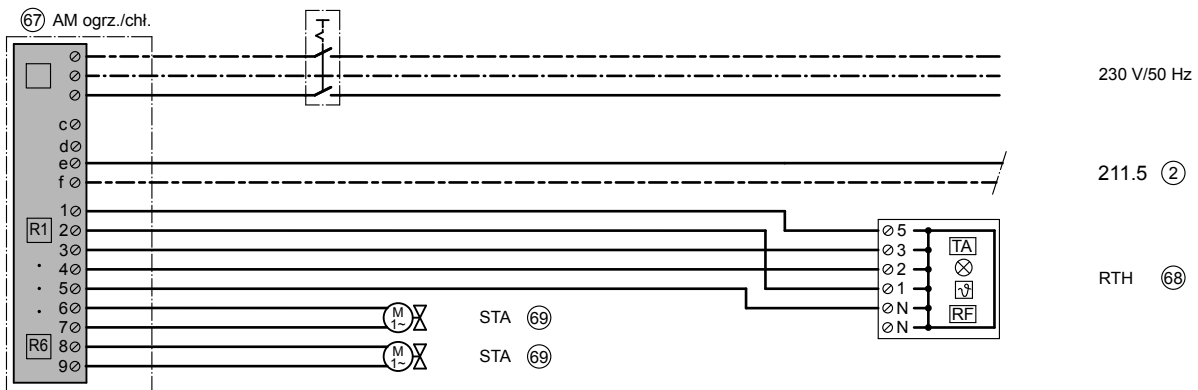 67 AM ogrz./chł.
230 V/50 Hz
c
d
e
f
211.5 2
1
R1 2
3
4
5
6
7
R6 8
9
5
3 TA
2
1 ϑ
N RF
N
RTH 68
M 1~ STA 69
M 1~ STA 69